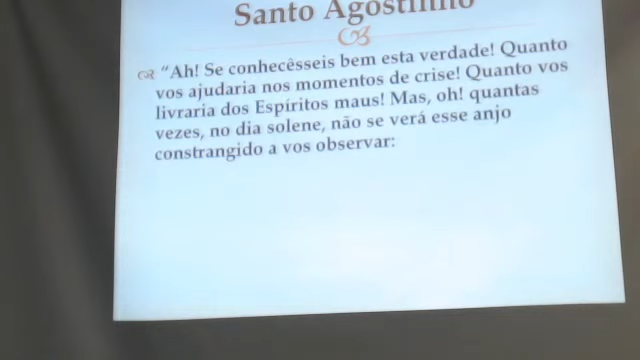 Santo Agostinho
“Ah! Se conhecêsseis bem esta verdade! Quanto
vos ajudaria nos momentos de crise! Quanto vos
livraria dos Espíritos maus! Mas, oh! quantas
vezes, no dia solene, não se verá esse anjo
constrangido a vos observar: